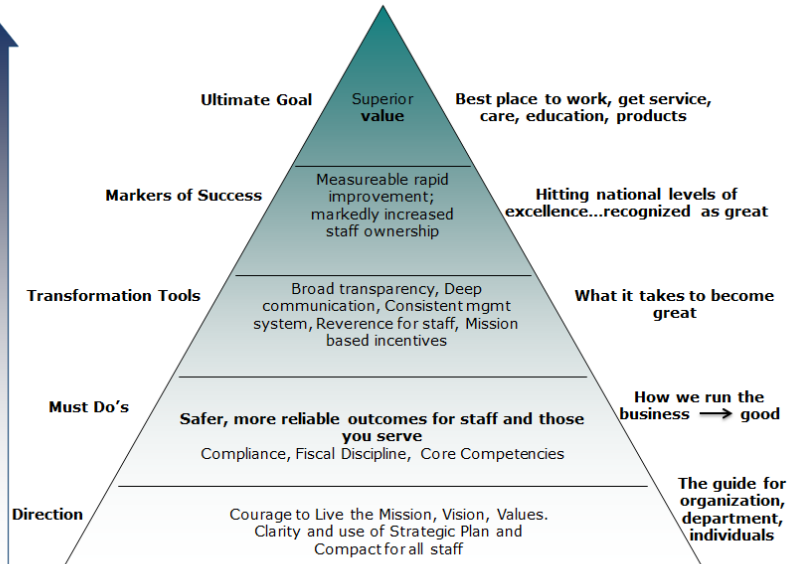 Ultimate Goal
Superior
value
Best place to work, get service,
care, education, products
Markers of Success
Measureable rapid
improvement;
markedly increased
staff ownership
Hitting national levels of
excellence...recognized as great
Transformation Tools
Broad transparency, Deep
communication, Consistent mgmt
system, Reverence for staff, Mission
based incentives
What it takes to become
great
Must Do's
Safer, more reliable outcomes for staff and those
you serve
Compliance, Fiscal Discipline, Core Competencies
How we run the
business → good
Direction
Courage to Live the Mission, Vision, Values.
Clarity and use of Strategic Plan and
Compact for all staff
The guide for
organization,
department,
individuals